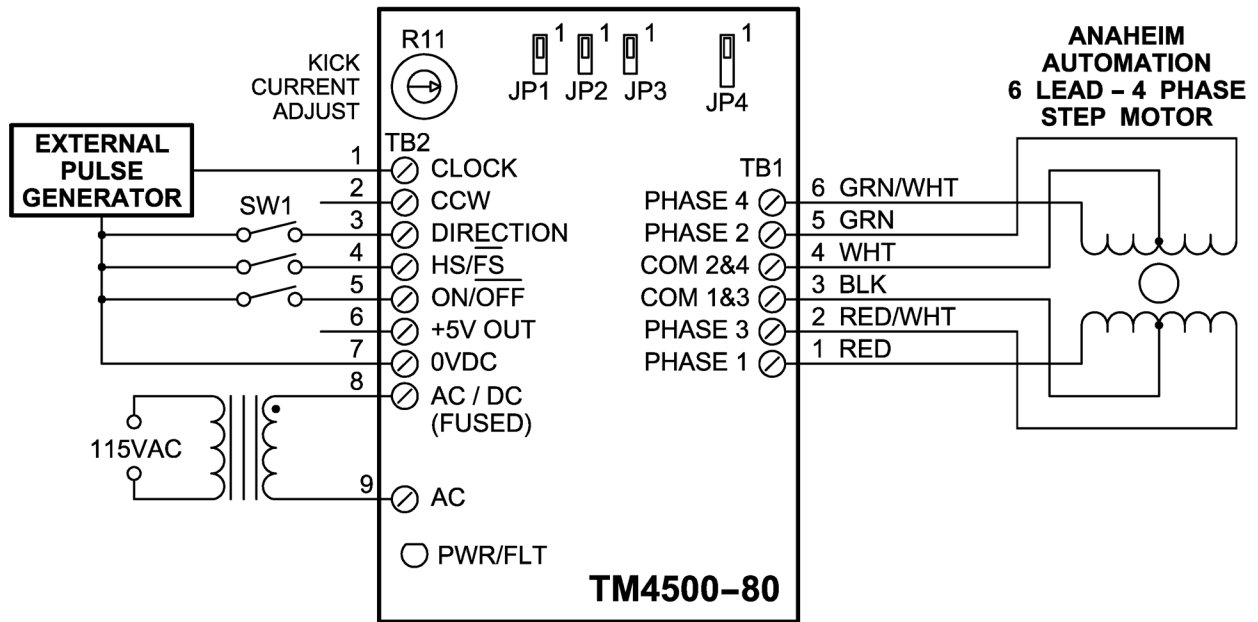 R11
1 1 1 1
JP1 JP2 JP3 JP4
KICK
CURRENT
ADJUST
ANAHEIM
AUTOMATION
6 LEAD – 4 PHASE
STEP MOTOR
EXTERNAL
PULSE
GENERATOR
SW1
TB2
1 CLOCK
2 CCW
3 DIRECTION
4 HS/F̅S̅
5 ON/O̅F̅F̅
6 +5V OUT
7 0VDC
8 AC / DC
(FUSED)
9 AC
115VAC
PWR/FLT
TB1
PHASE 4 6 GRN/WHT
PHASE 2 5 GRN
COM 2&4 4 WHT
COM 1&3 3 BLK
PHASE 3 2 RED/WHT
PHASE 1 1 RED
TM4500–80